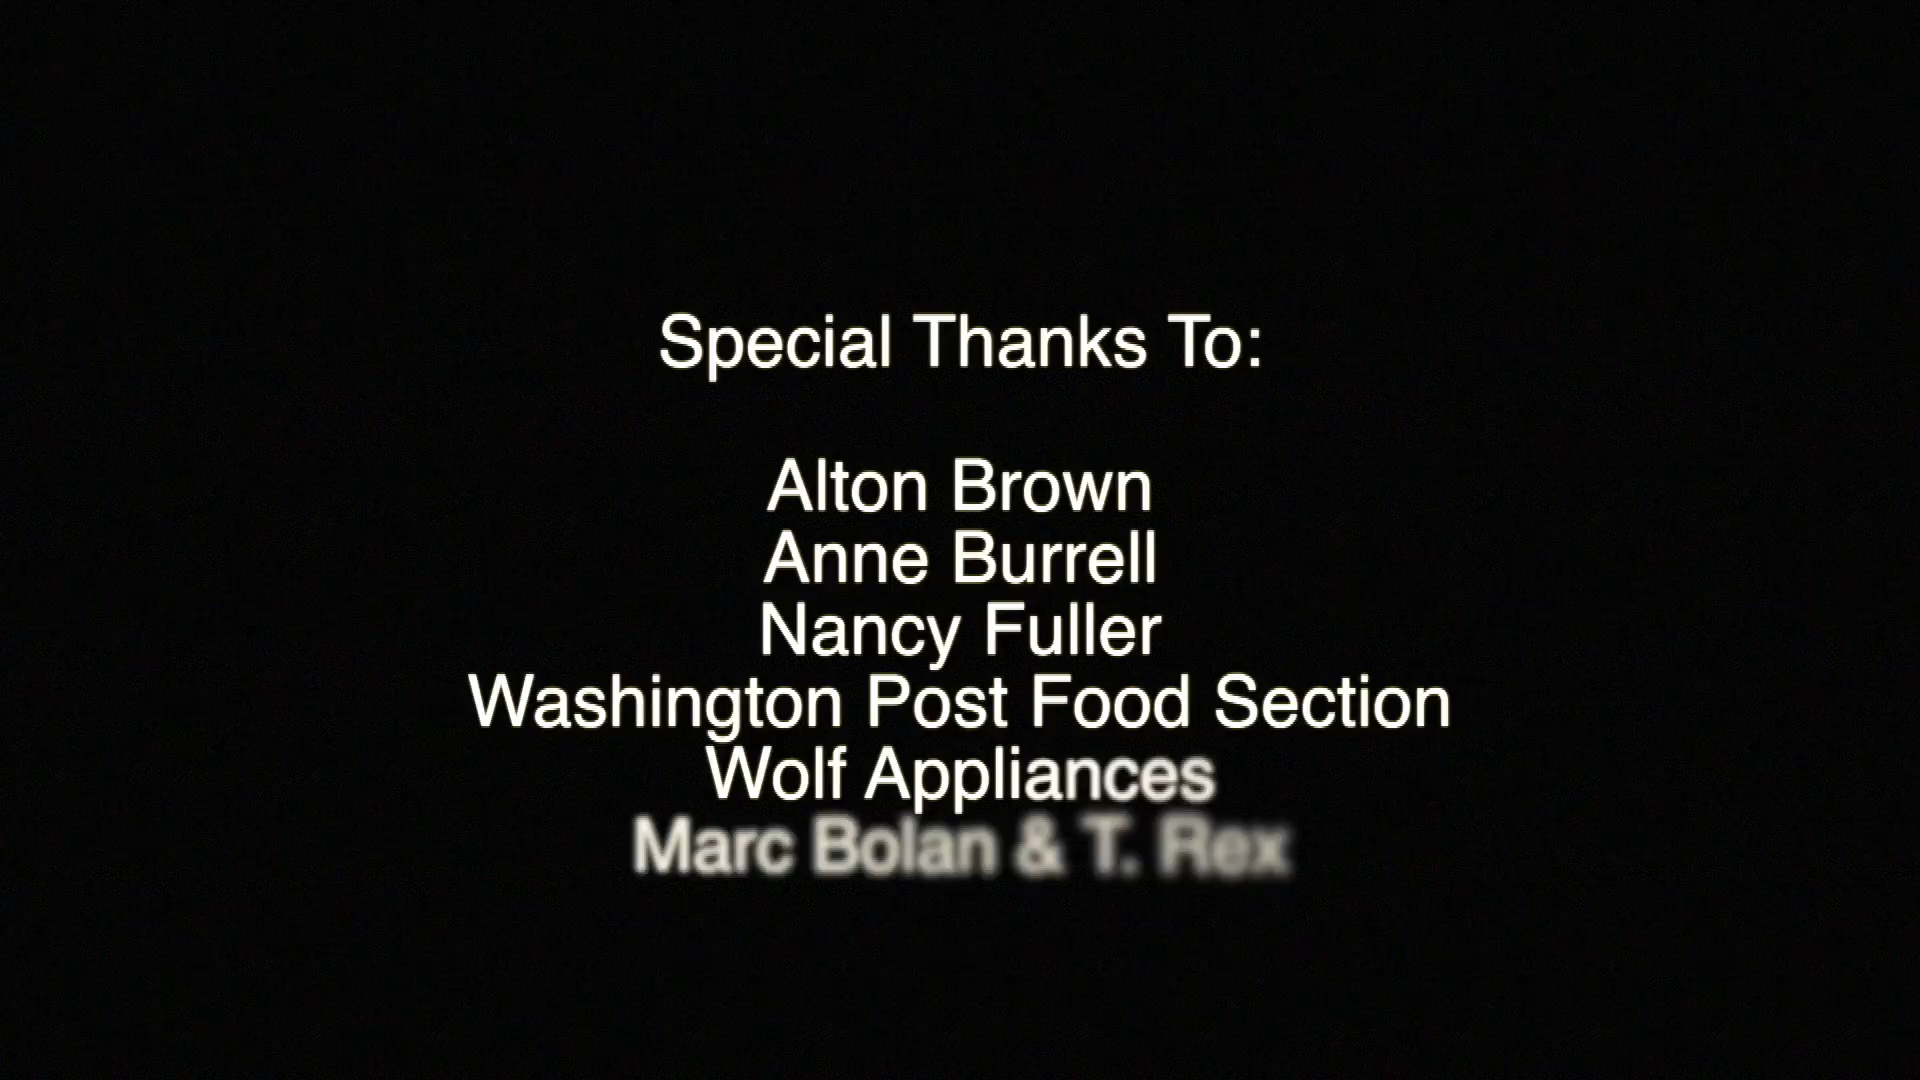 Special Thanks To:
Alton Brown
Anne Burrell
Nancy Fuller
Washington Post Food Section
Wolf Appliances
Marc Bolan & T. Rex